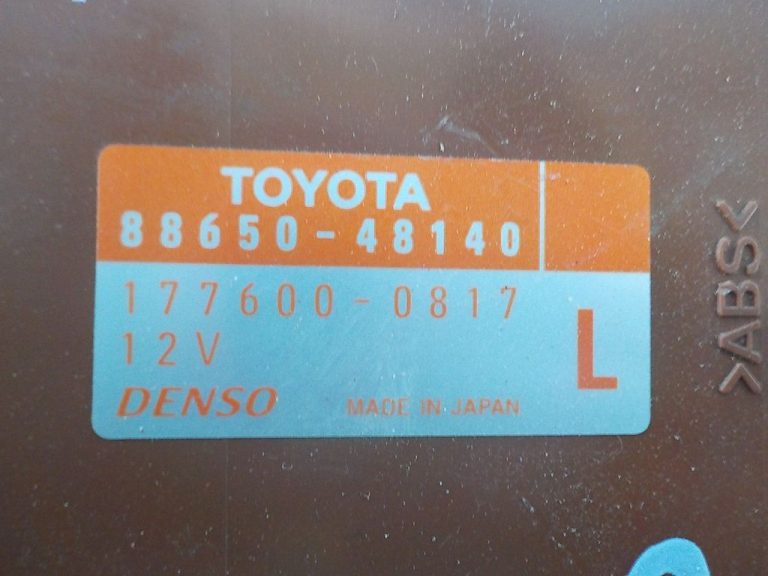 TOYOTA
88650-48140
177600-0817
12V
L
DENSO MADE IN JAPAN
>ABS<